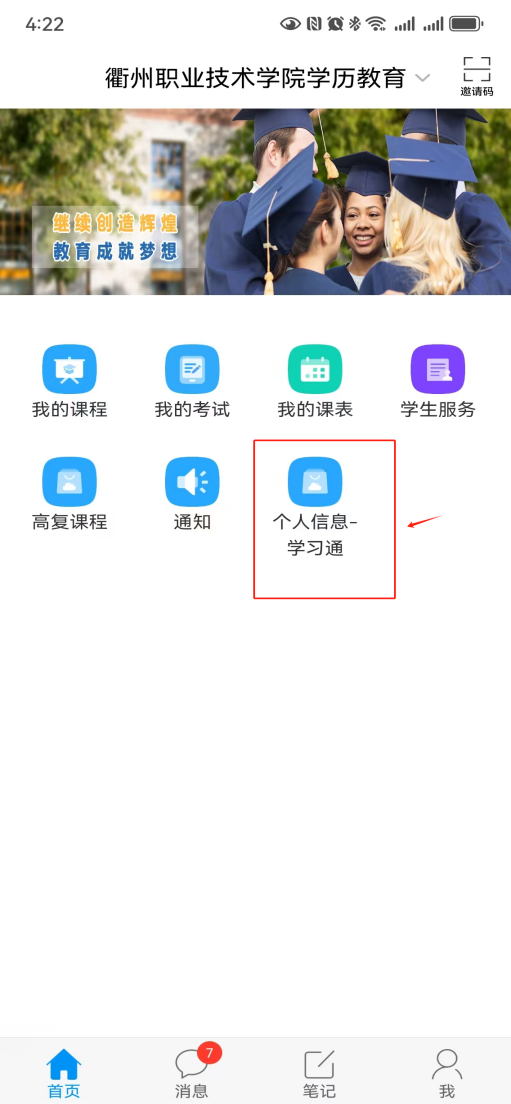 4:22
衢州职业技术学院学历教育
邀请码
继续创造辉煌
教育成就梦想
我的课程
我的考试
我的课表
学生服务
高复课程
通知
个人信息-
学习通
7
首页
消息
笔记
我